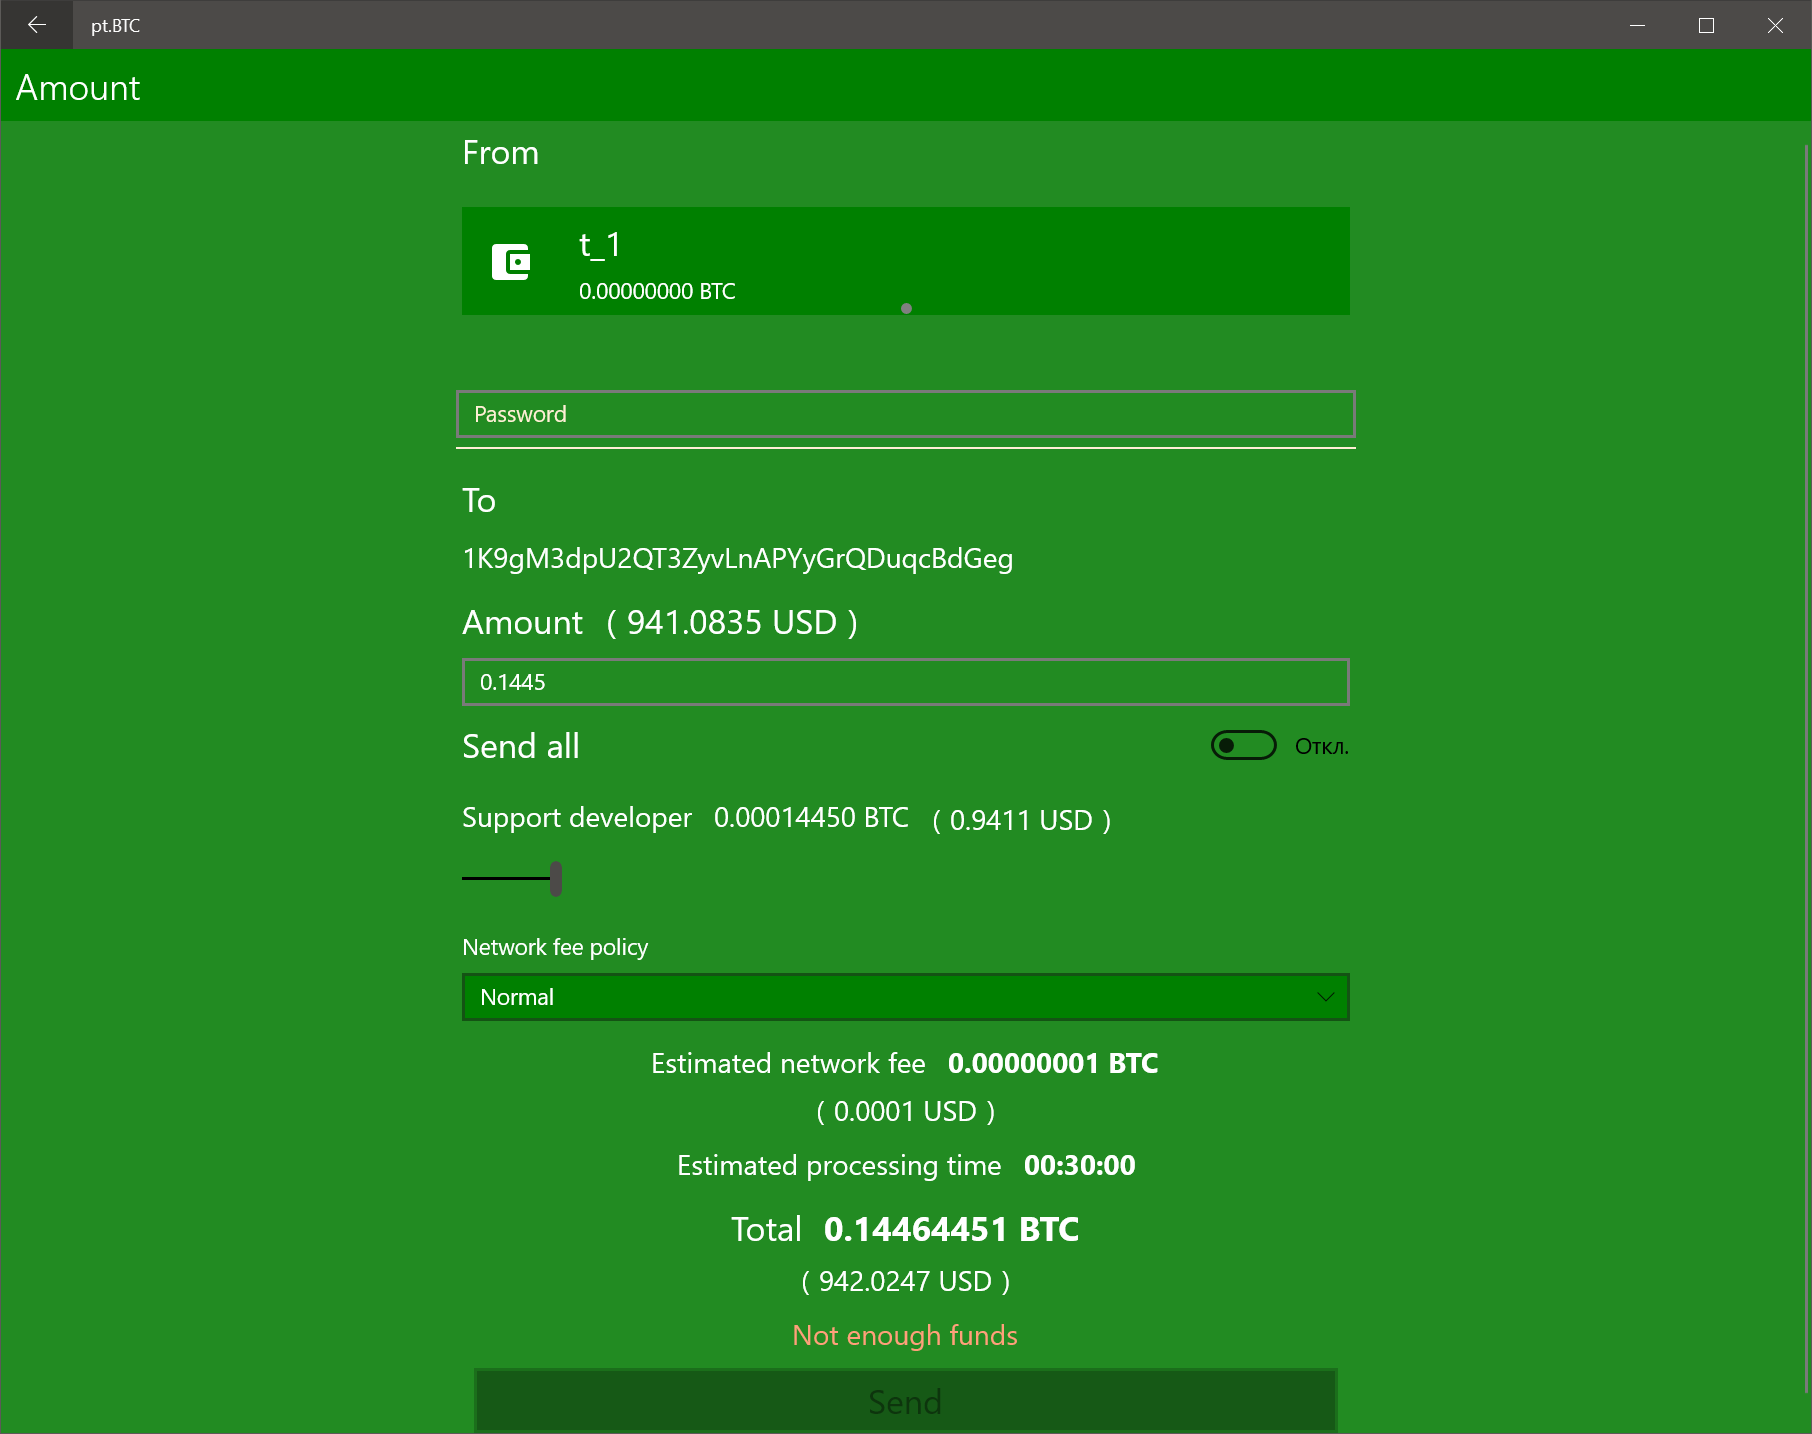 pt.BTC
Amount
From
t_1
0.00000000 BTC
Password
To
1K9gM3dpU2QT3ZyvLnAPYyGrQDuqcBdGeg
Amount ( 941.0835 USD )
0.1445
Send all Откл.
Support developer 0.00014450 BTC ( 0.9411 USD )
Network fee policy
Normal
Estimated network fee 0.00000001 BTC
( 0.0001 USD )
Estimated processing time 00:30:00
Total 0.14464451 BTC
( 942.0247 USD )
Not enough funds
Send